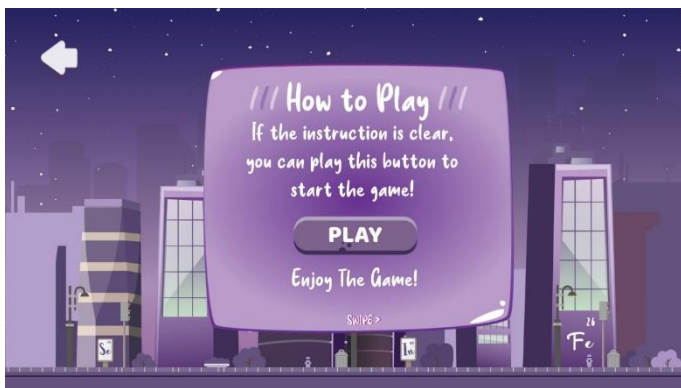 How to Play
If the instruction is clear,
you can play this button to
start the game!
PLAY
Enjoy The Game!
SWIPE >
26
Fe
Se
In